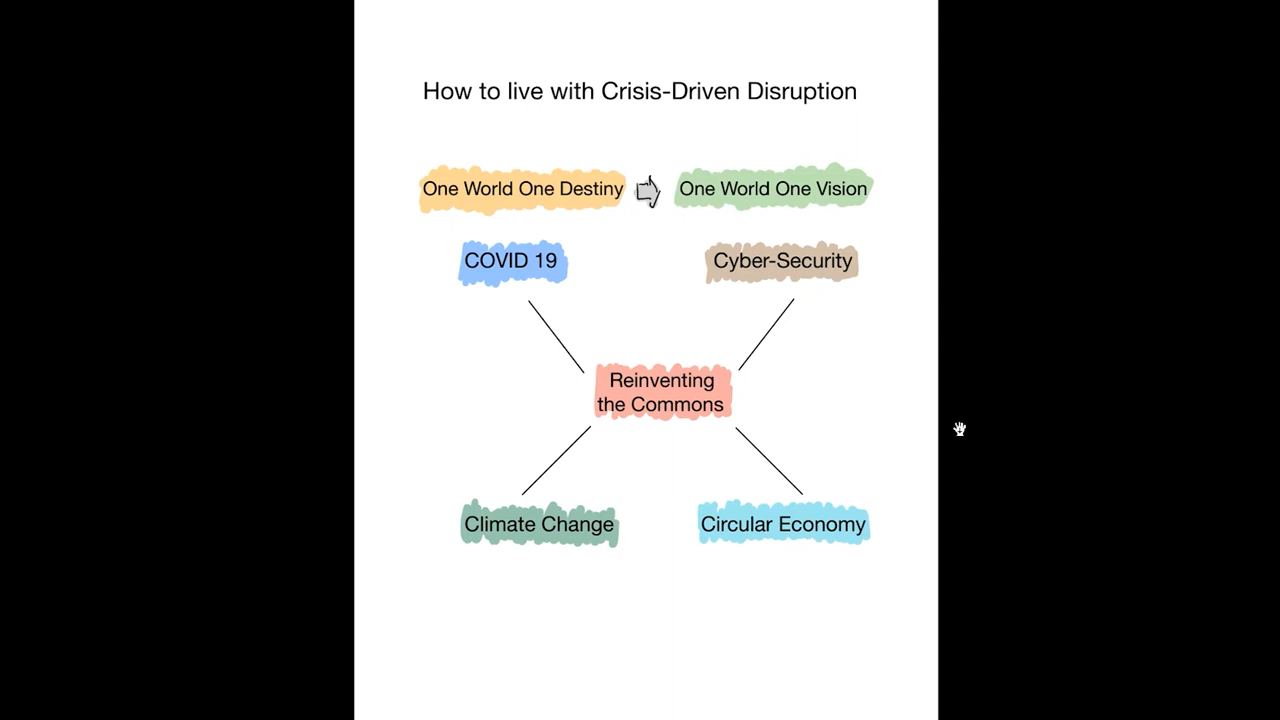 How to live with Crisis-Driven Disruption
One World One Destiny
One World One Vision
COVID 19
Cyber-Security
Reinventing
the Commons
Climate Change
Circular Economy